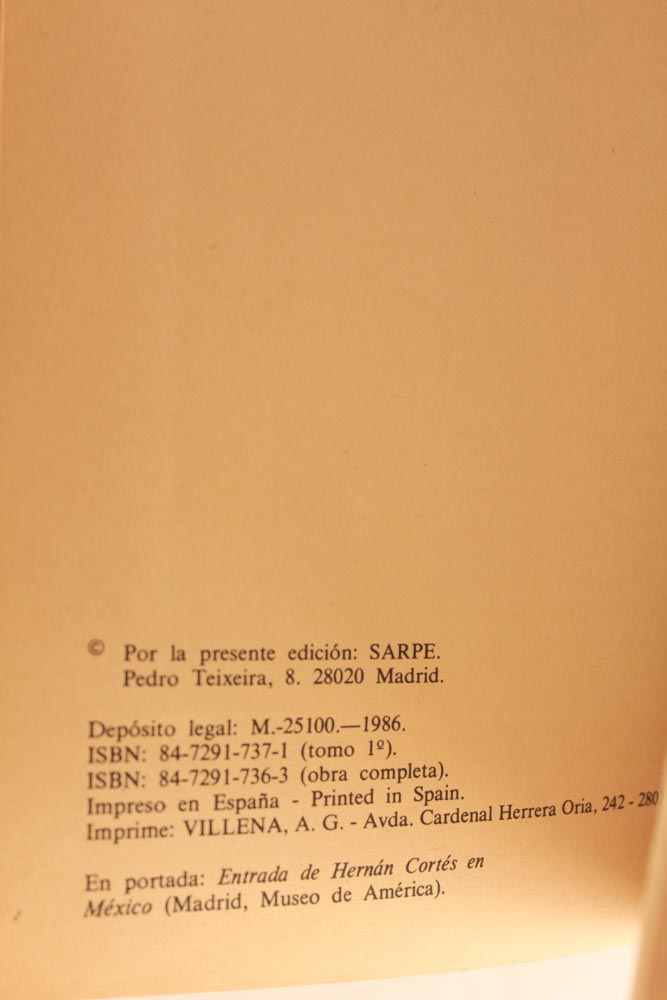 © Por la presente edición: SARPE.
Pedro Teixeira, 8. 28020 Madrid.
Depósito legal: M.-25100.—1986.
ISBN: 84-7291-737-1 (tomo 1º).
ISBN: 84-7291-736-3 (obra completa).
Impreso en España - Printed in Spain.
Imprime: VILLENA, A. G. - Avda. Cardenal Herrera Oria, 242 - 280
En portada: Entrada de Hernán Cortés en
México (Madrid, Museo de América).